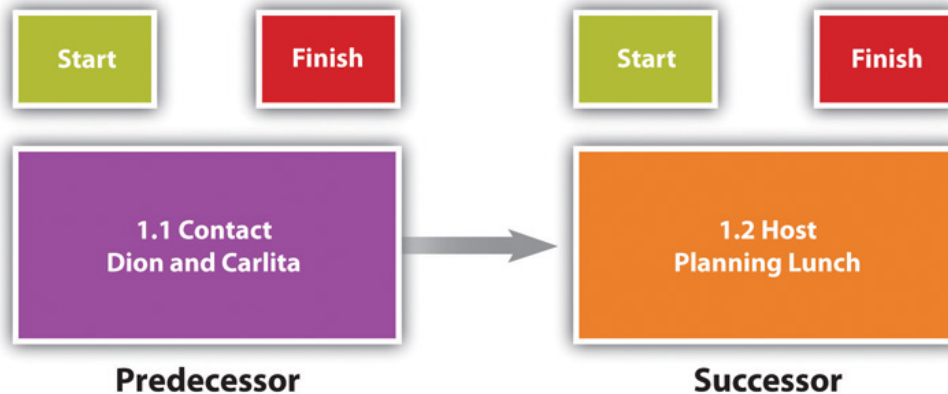 Start
Finish
Start
Finish
1.1 Contact
Dion and Carlita
1.2 Host
Planning Lunch
Predecessor
Successor